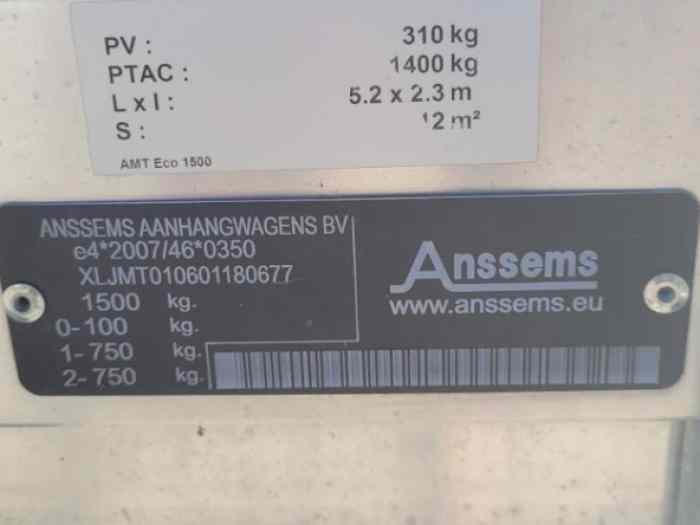 PV : 310 kg
PTAC : 1400 kg
L x l : 5.2 x 2.3 m
S : 12 m²
AMT Eco 1500
ANSSEMS AANHANGWAGENS BV
e4*2007/46*0350
XLJMT010601180677
1500 kg.
0-100 kg.
1-750 kg.
2-750 kg.
Anssems
www.anssems.eu